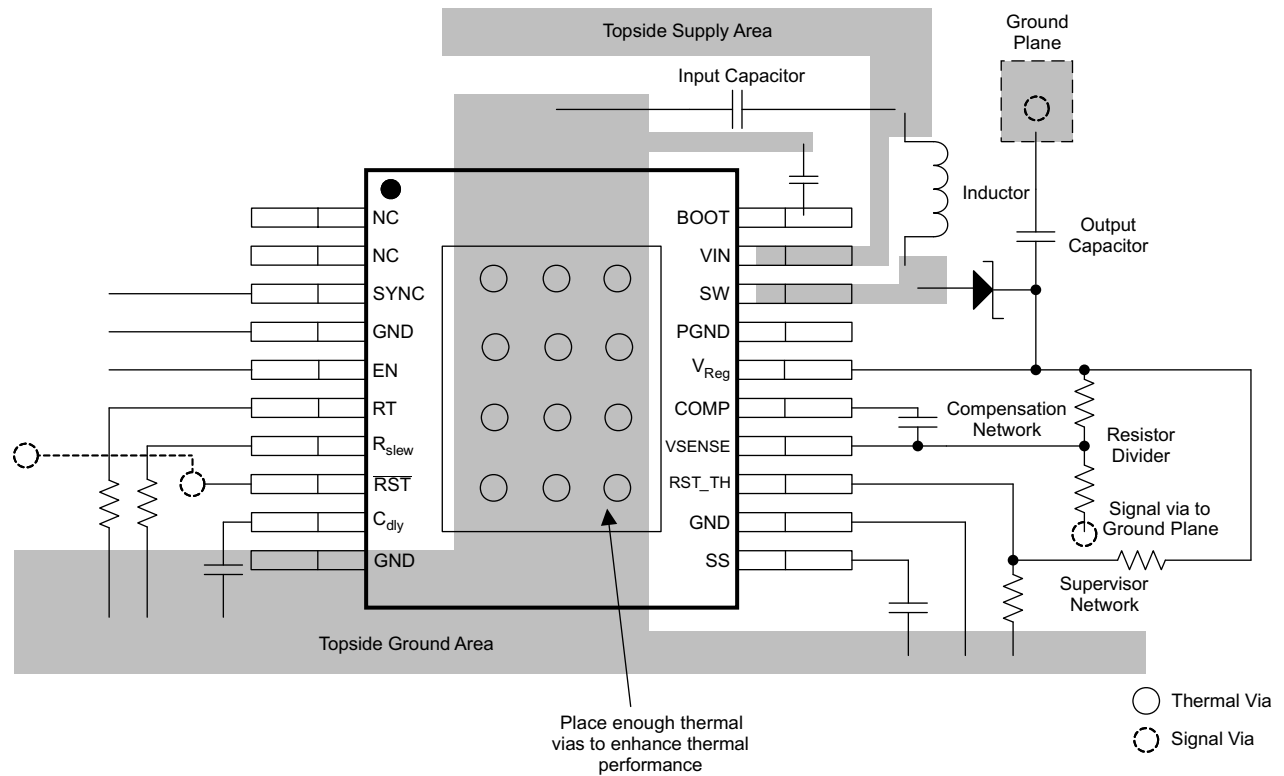 Topside Supply Area
Ground
Plane
Input Capacitor
Inductor
Output
Capacitor
NC
NC
SYNC
GND
EN
RT
Rslew
RST
Cdly
GND
BOOT
VIN
SW
PGND
VReg
COMP
VSENSE
RST_TH
GND
SS
Compensation
Network
Resistor
Divider
Signal via to
Ground Plane
Supervisor
Network
Topside Ground Area
Place enough thermal
vias to enhance thermal
performance
Thermal Via
Signal Via